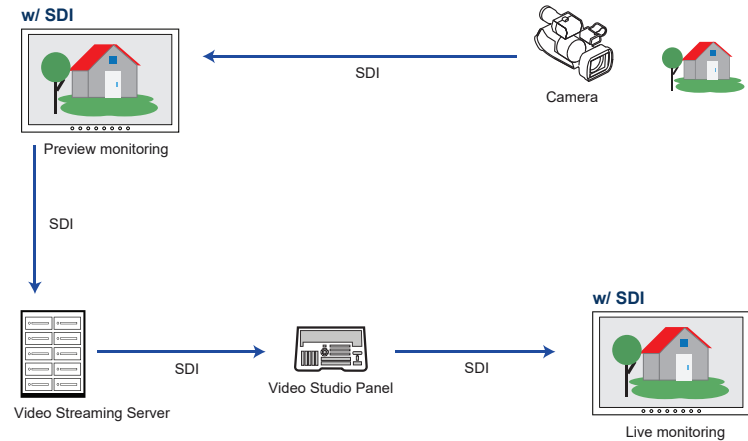 w/ SDI
SDI
Camera
Preview monitoring
SDI
w/ SDI
SDI
SDI
Video Studio Panel
Video Streaming Server
Live monitoring